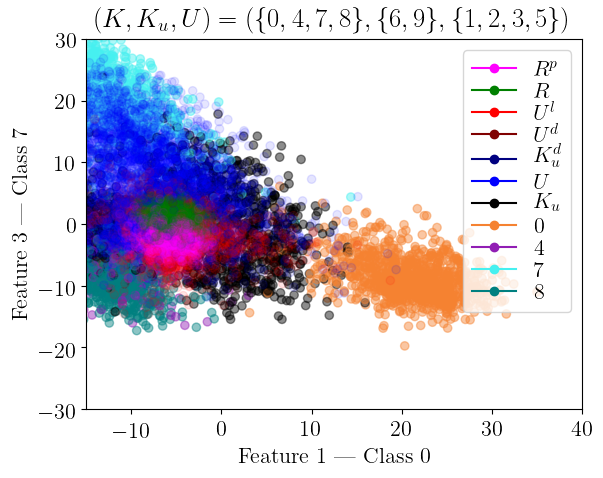 (K, K_u, U) = ({0, 4, 7, 8}, {6, 9}, {1, 2, 3, 5})
30
20
10
0
−10
−20
−30
Feature 3 — Class 7
R^p
R
U^l
U^d
K_u^d
U
K_u
0
4
7
8
−10
0
10
20
30
40
Feature 1 — Class 0